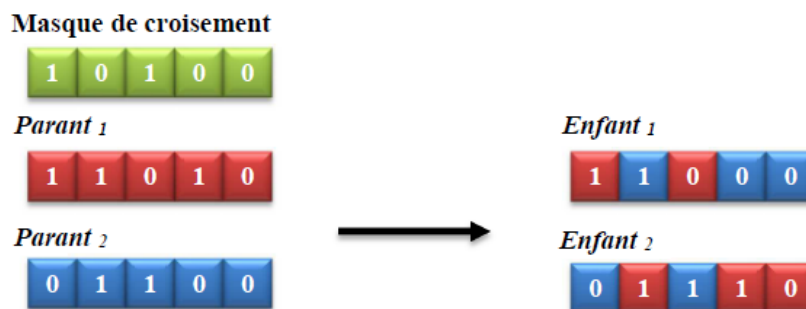 Masque de croisement
1 0 1 0 0
Parant 1
1 1 0 1 0
Parant 2
0 1 1 0 0
Enfant 1
1 1 0 0 0
Enfant 2
0 1 1 1 0